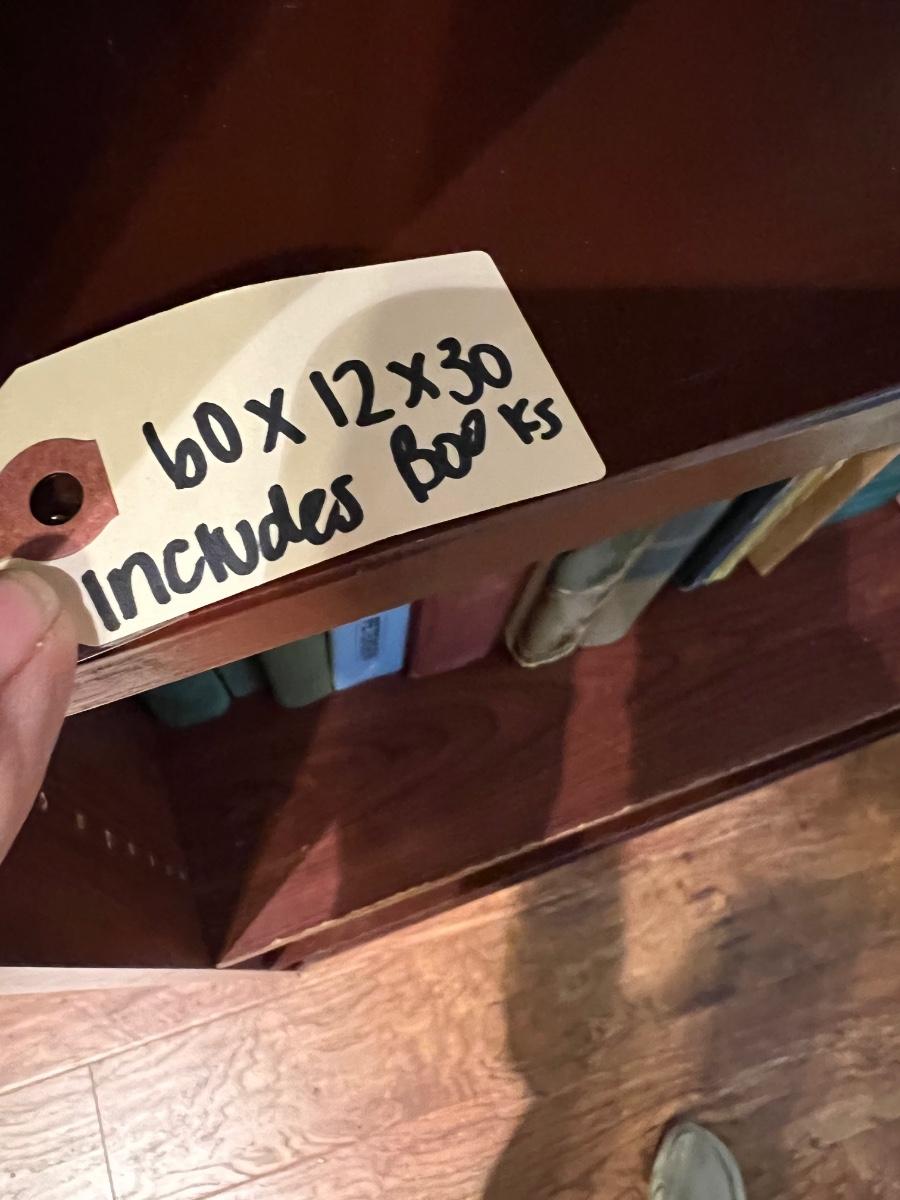 60 x 12 x 30
Includes Books